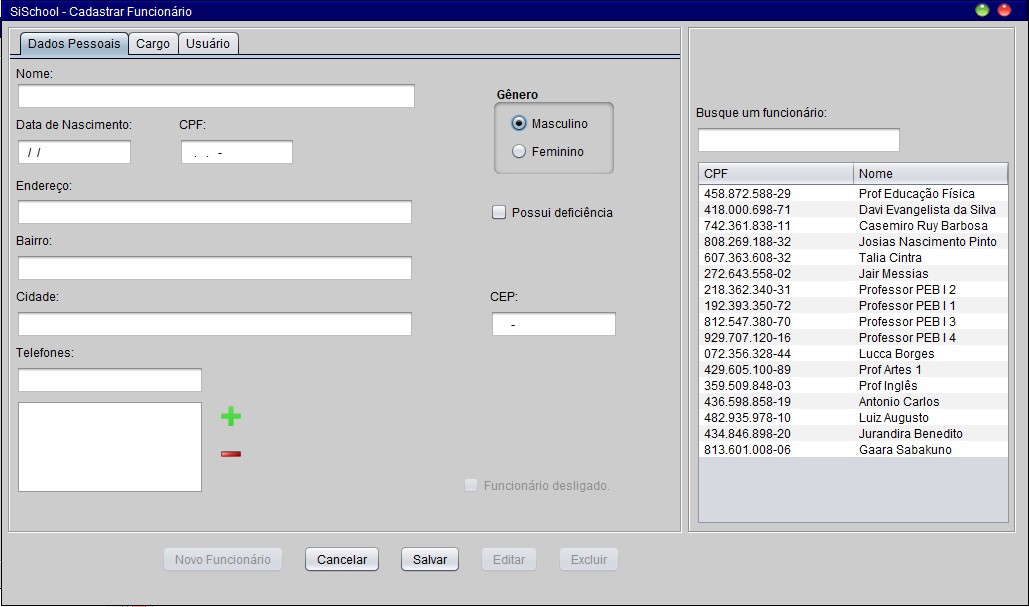 SiSchool - Cadastrar Funcionário
Dados Pessoais Cargo Usuário
Nome:
Gênero
Masculino
Feminino
Data de Nascimento: CPF:
/ / . . -
Endereço:
Possui deficiência
Bairro:
Cidade: CEP:
-
Telefones:
Funcionário desligado.
Busque um funcionário:
CPF Nome
458.872.588-29 Prof Educação Física
418.000.698-71 Davi Evangelista da Silva
742.361.838-11 Casemiro Ruy Barbosa
808.269.188-32 Josias Nascimento Pinto
607.363.608-32 Talia Cintra
272.643.558-02 Jair Messias
218.362.340-31 Professor PEB I 2
192.393.350-72 Professor PEB I 1
812.547.380-70 Professor PEB I 3
929.707.120-16 Professor PEB I 4
072.356.328-44 Lucca Borges
429.605.100-89 Prof Artes 1
359.509.848-03 Prof Inglês
436.598.858-19 Antonio Carlos
482.935.978-10 Luiz Augusto
434.846.898-20 Jurandira Benedito
813.601.008-06 Gaara Sabakuno
Novo Funcionário Cancelar Salvar Editar Excluir